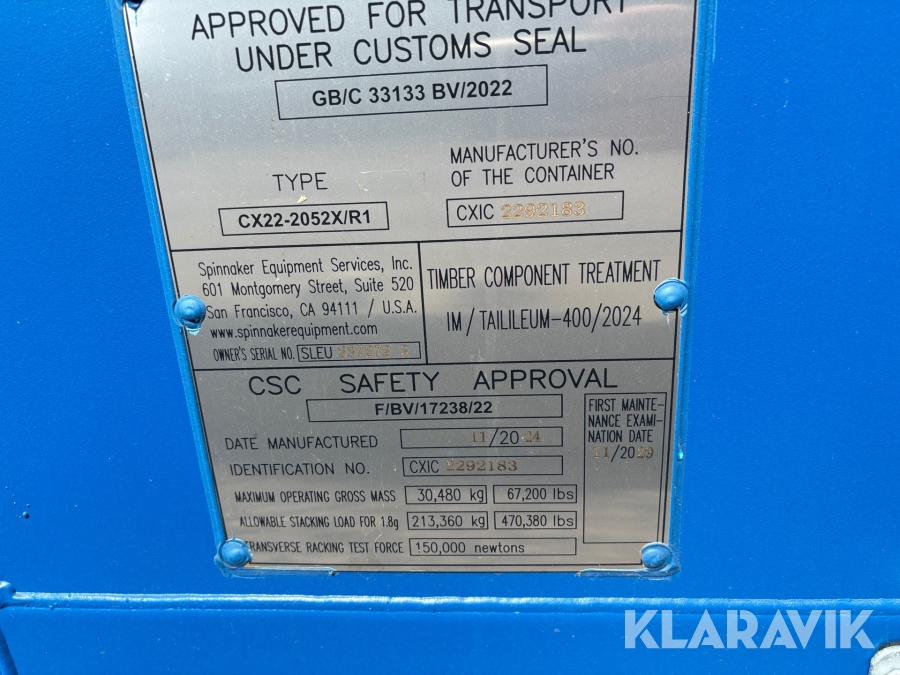 APPROVED FOR TRANSPORT
UNDER CUSTOMS SEAL
GB/C 33133 BV/2022
TYPE
CX22-2052X/R1
MANUFACTURER'S NO.
OF THE CONTAINER
CXIC 2292183
Spinnaker Equipment Services, Inc.
601 Montgomery Street, Suite 520
San Francisco, CA 94111 / U.S.A.
www.spinnakerequipment.com
OWNER'S SERIAL NO. SLEU
TIMBER COMPONENT TREATMENT
IM / TAILILEUM-400/2024
CSC SAFETY APPROVAL
F/BV/17238/22
DATE MANUFACTURED 11/2024
IDENTIFICATION NO. CXIC 2292183
MAXIMUM OPERATING GROSS MASS 30,480 kg 67,200 lbs
ALLOWABLE STACKING LOAD FOR 1.8g 213,360 kg 470,380 lbs
TRANSVERSE RACKING TEST FORCE 150,000 newtons
FIRST MAINTE-
NANCE EXAMI-
NATION DATE
11/2029
KLARAVIK